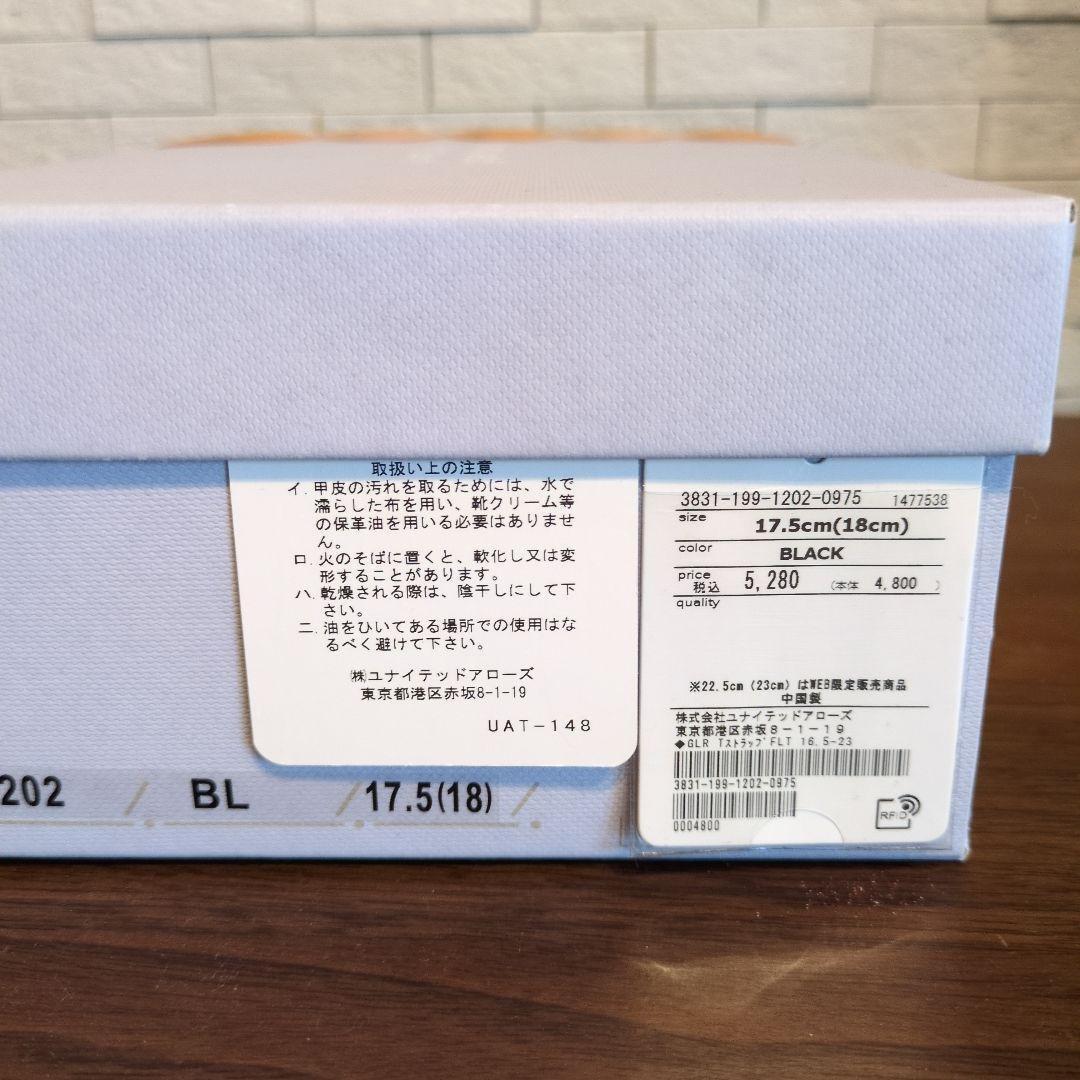 取扱い上の注意
イ.甲皮の汚れを取るためには、水で
濡らした布を用い、靴クリーム等
の保革油を用いる必要はありませ
ん。
ロ.火のそばに置くと、軟化し又は変
形することがあります。
ハ.乾燥される際は、陰干しにして下
さい。
ニ.油をひいてある場所での使用はな
るべく避けて下さい。
㈱ユナイテッドアローズ
東京都港区赤坂8-1-19
UAT-148
3831-199-1202-0975 1477538
size 17.5cm(18cm)
color BLACK
price 税込 5,280 (本体 4,800 )
quality
※22.5cm (23cm) はWEB限定販売商品
中国製
株式会社ユナイテッドアローズ
東京都港区赤坂8-1-19
◆GLR TストラップFLT 16.5-23
3831-199-1202-0975
0004800
RFID
202 / BL / 17.5(18) /